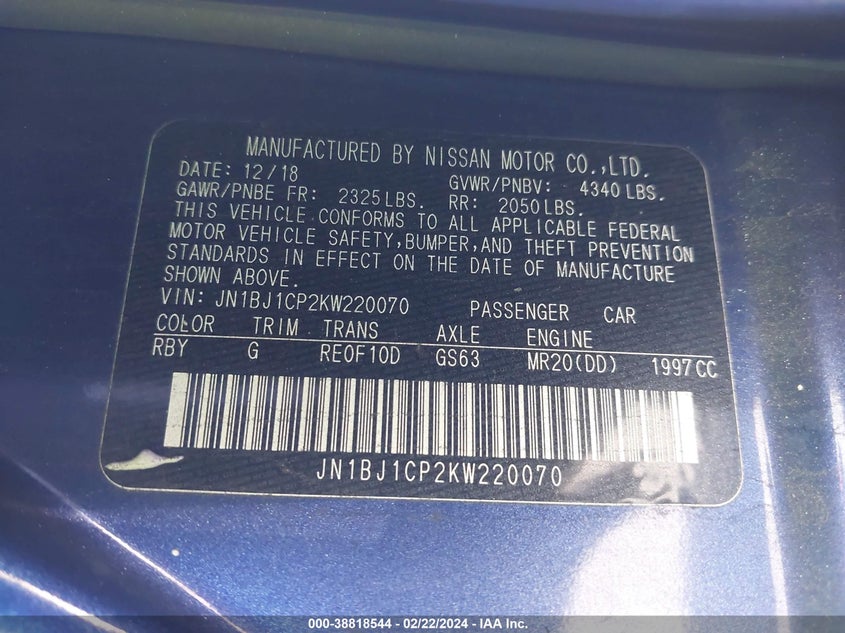 MANUFACTURED BY NISSAN MOTOR CO.,LTD.
DATE: 12/18 GVWR/PNBV: 4340 LBS.
GAWR/PNBE FR: 2325 LBS. RR: 2050 LBS.
THIS VEHICLE CONFORMS TO ALL APPLICABLE FEDERAL
MOTOR VEHICLE SAFETY, BUMPER, AND THEFT PREVENTION
STANDARDS IN EFFECT ON THE DATE OF MANUFACTURE
SHOWN ABOVE.
VIN: JN1BJ1CP2KW220070 PASSENGER CAR
COLOR TRIM TRANS AXLE ENGINE
RBY G RE0F10D GS63 MR20(DD) 1997 CC
JN1BJ1CP2KW220070
000-38818544 / 02/22/2024 - IAA Inc.